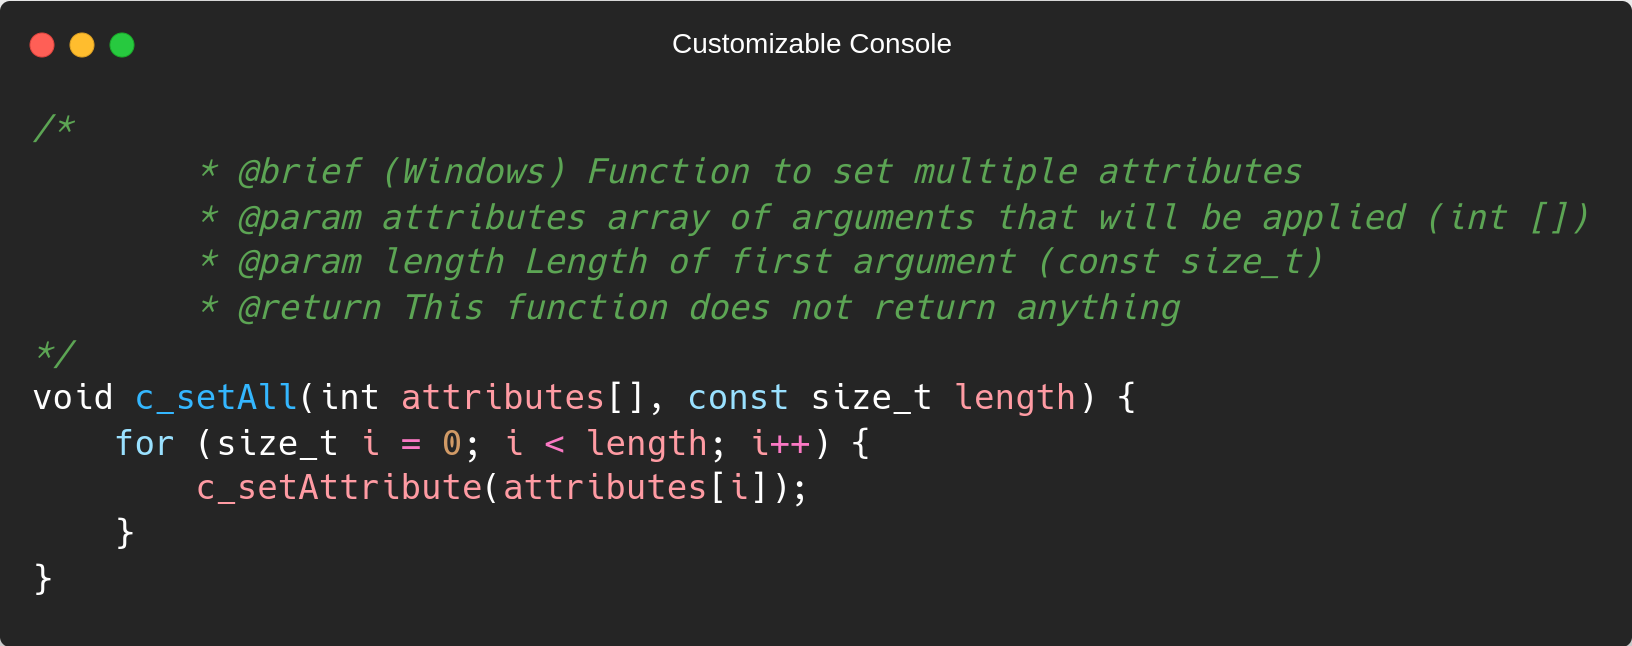 Customizable Console
/*
        * @brief (Windows) Function to set multiple attributes
        * @param attributes array of arguments that will be applied (int [])
        * @param length Length of first argument (const size_t)
        * @return This function does not return anything
*/
void c_setAll(int attributes[], const size_t length) {
    for (size_t i = 0; i < length; i++) {
        c_setAttribute(attributes[i]);
    }
}